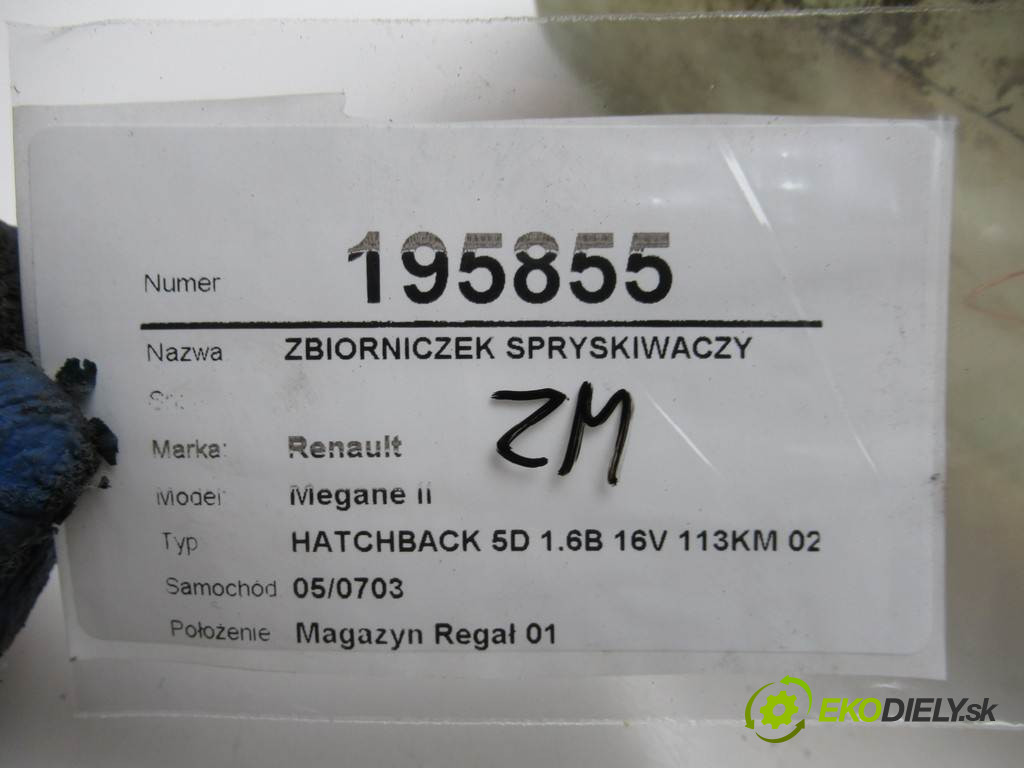 Numer 195855
Nazwa ZBIORNICZEK SPRYSKIWACZY
ZM
Marka: Renault
Model Megane II
Typ HATCHBACK 5D 1.6B 16V 113KM 02
Samochód 05/0703
Położenie Magazyn Regał 01
EKODIELY.sk